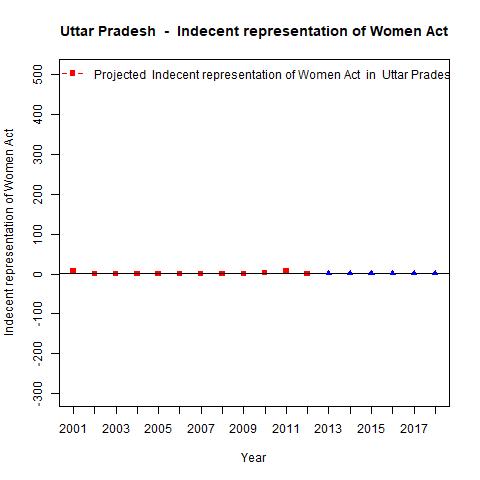 Uttar Pradesh - Indecent representation of Women Act
Projected Indecent representation of Women Act in Uttar Prades
Indecent representation of Women Act
500
400
300
200
100
0
-100
-200
-300
2001 2003 2005 2007 2009 2011 2013 2015 2017
Year